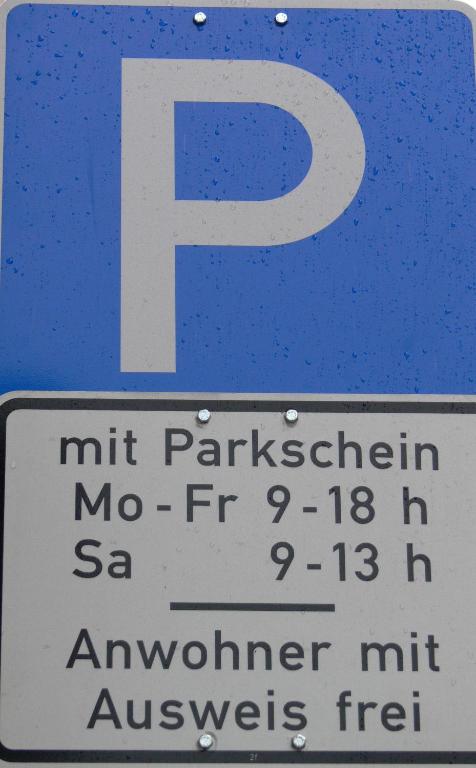 P
mit Parkschein
Mo - Fr 9 - 18 h
Sa 9 - 13 h
Anwohner mit
Ausweis frei